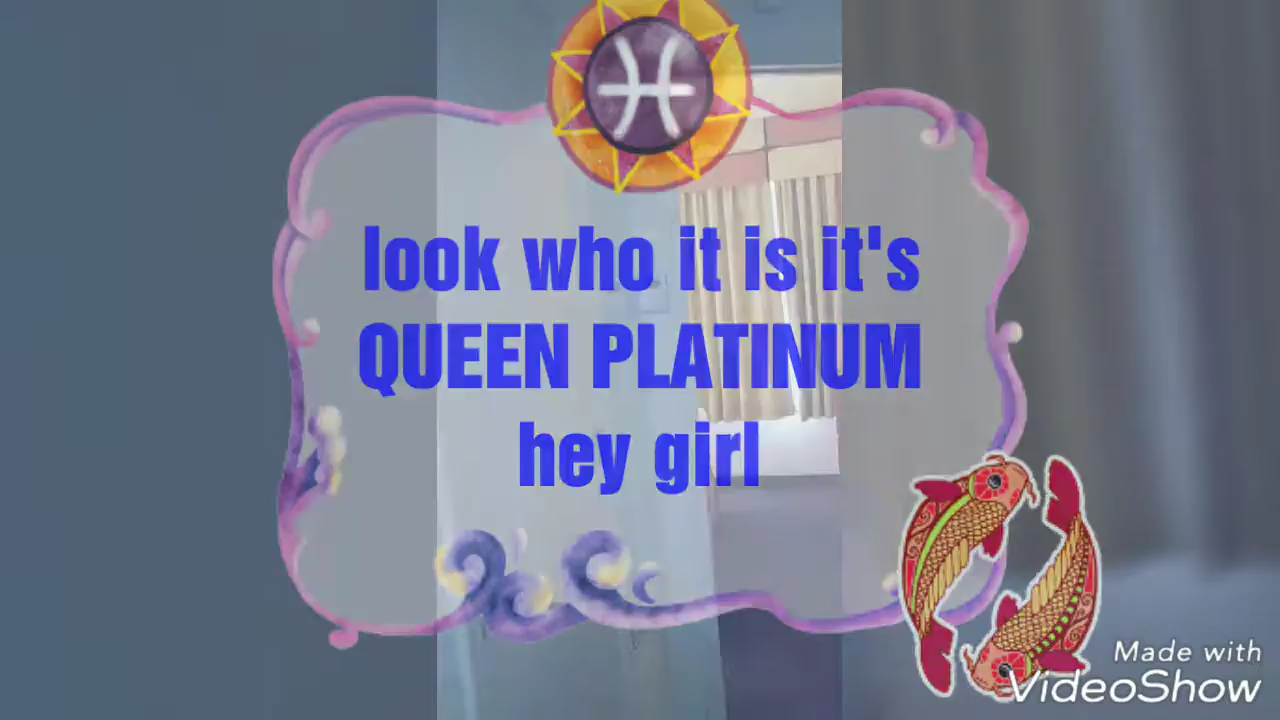 look who it is it's
QUEEN PLATINUM
hey girl
Made with
VideoShow